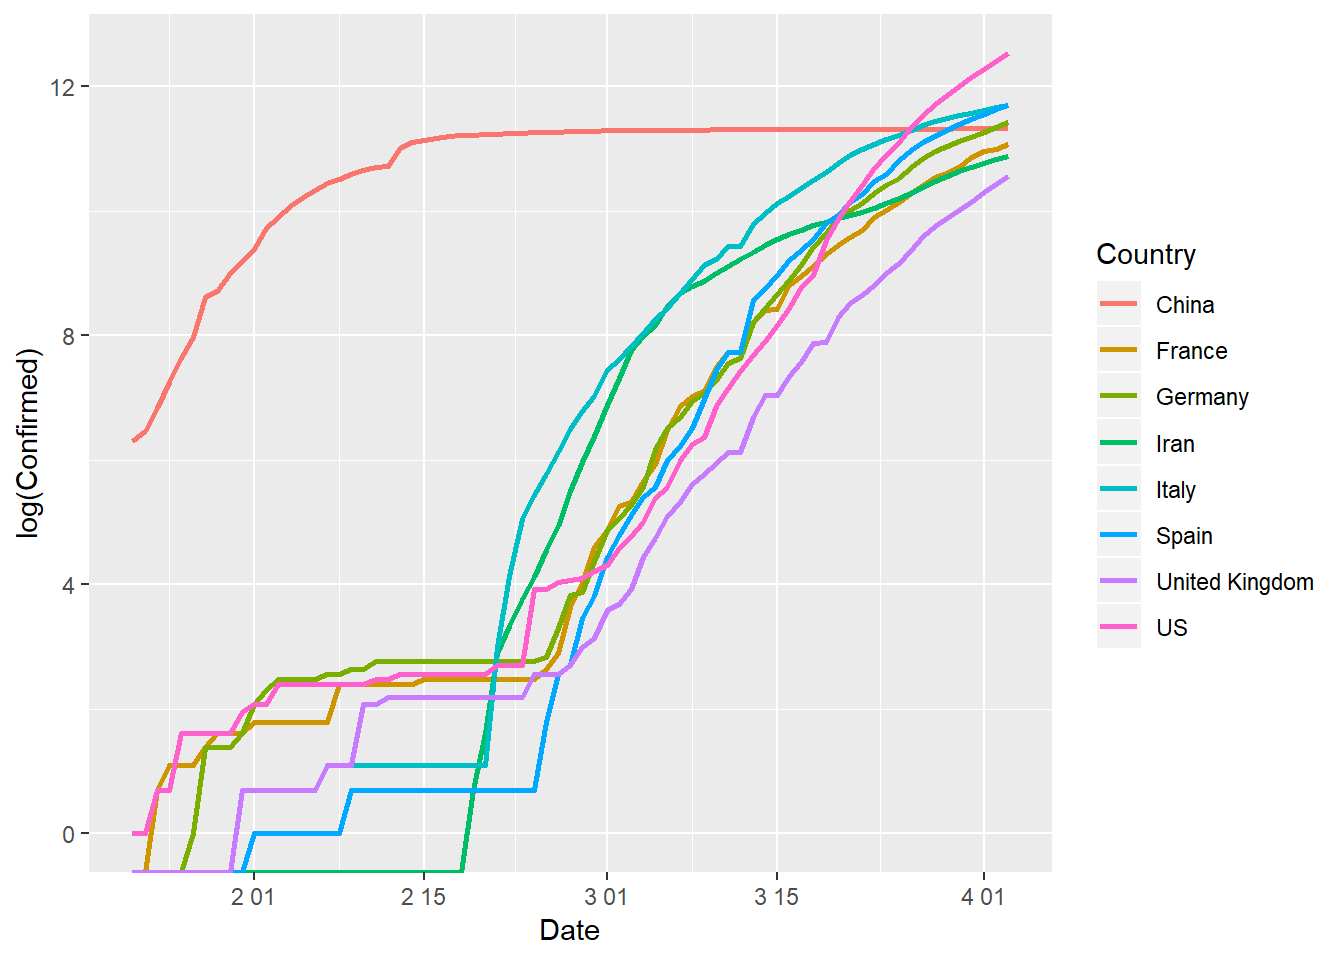 12
8
4
0
log(Confirmed)
2 01
2 15
3 01
3 15
4 01
Date
Country
China
France
Germany
Iran
Italy
Spain
United Kingdom
US